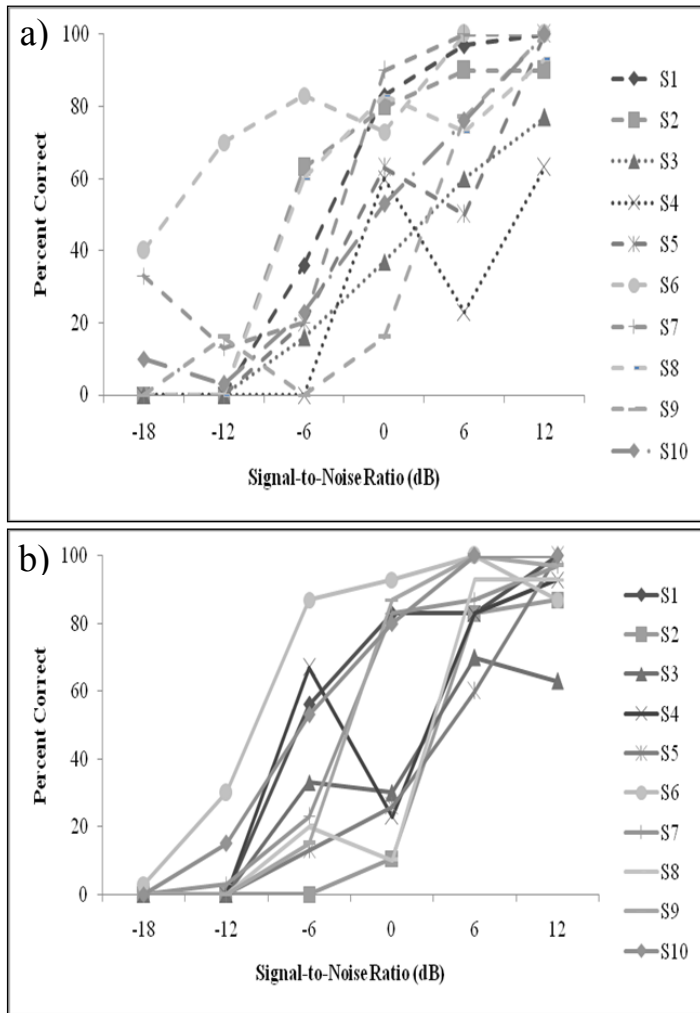 a)
100
80
60
40
20
0
Percent Correct
-18 -12 -6 0 6 12
Signal-to-Noise Ratio (dB)
S1
S2
S3
S4
S5
S6
S7
S8
S9
S10
b)
100
80
60
40
20
0
Percent Correct
-18 -12 -6 0 6 12
Signal-to-Noise Ratio (dB)
S1
S2
S3
S4
S5
S6
S7
S8
S9
S10